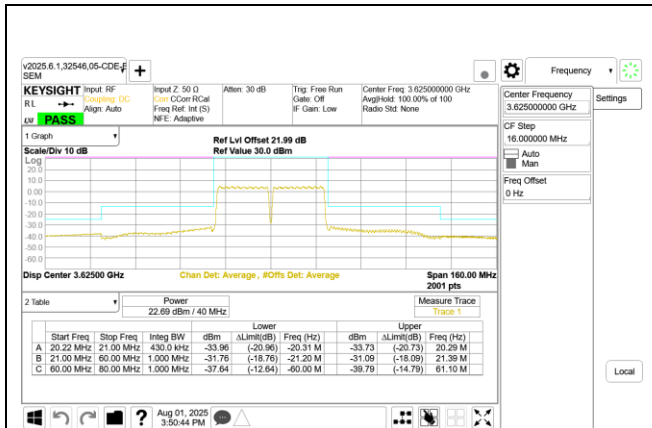 v2025.6.1,32546,05-CDE-E
SEM
KEYSIGHT Input: RF Input Z: 50 Ω Atten: 30 dB Trig: Free Run Center Freq: 3.625000000 GHz
RL Coupling: DC Corr CCorr RCal Gate: Off Avg|Hold: 100.00% of 100
Align: Auto Freq Ref: Int (S) IF Gain: Low Radio Std: None
PASS NFE: Adaptive
Frequency
Center Frequency
3.625000000 GHz
Settings
CF Step
16.000000 MHz
Auto
Man
Freq Offset
0 Hz
Local
1 Graph
Ref Lvl Offset 21.99 dB
Scale/Div 10 dB Ref Value 30.0 dBm
Log
20.0
10.0
0.00
-10.0
-20.0
-30.0
-40.0
-50.0
-60.0
Disp Center 3.62500 GHz Chan Det: Average , #Offs Det: Average Span 160.00 MHz
2001 pts
2 Table Power Measure Trace
22.69 dBm / 40 MHz Trace 1
Lower Upper
Start Freq Stop Freq Integ BW dBm ΔLimit(dB) Freq (Hz) dBm ΔLimit(dB) Freq (Hz)
A 20.22 MHz 21.00 MHz 430.0 kHz -33.96 (-20.96) -20.31 M -33.73 (-20.73) 20.29 M
B 21.00 MHz 60.00 MHz 1.000 MHz -31.76 (-18.76) -21.20 M -31.09 (-18.09) 21.39 M
C 60.00 MHz 80.00 MHz 1.000 MHz -37.64 (-12.64) -60.00 M -39.79 (-14.79) 61.10 M
Aug 01, 2025
3:50:44 PM